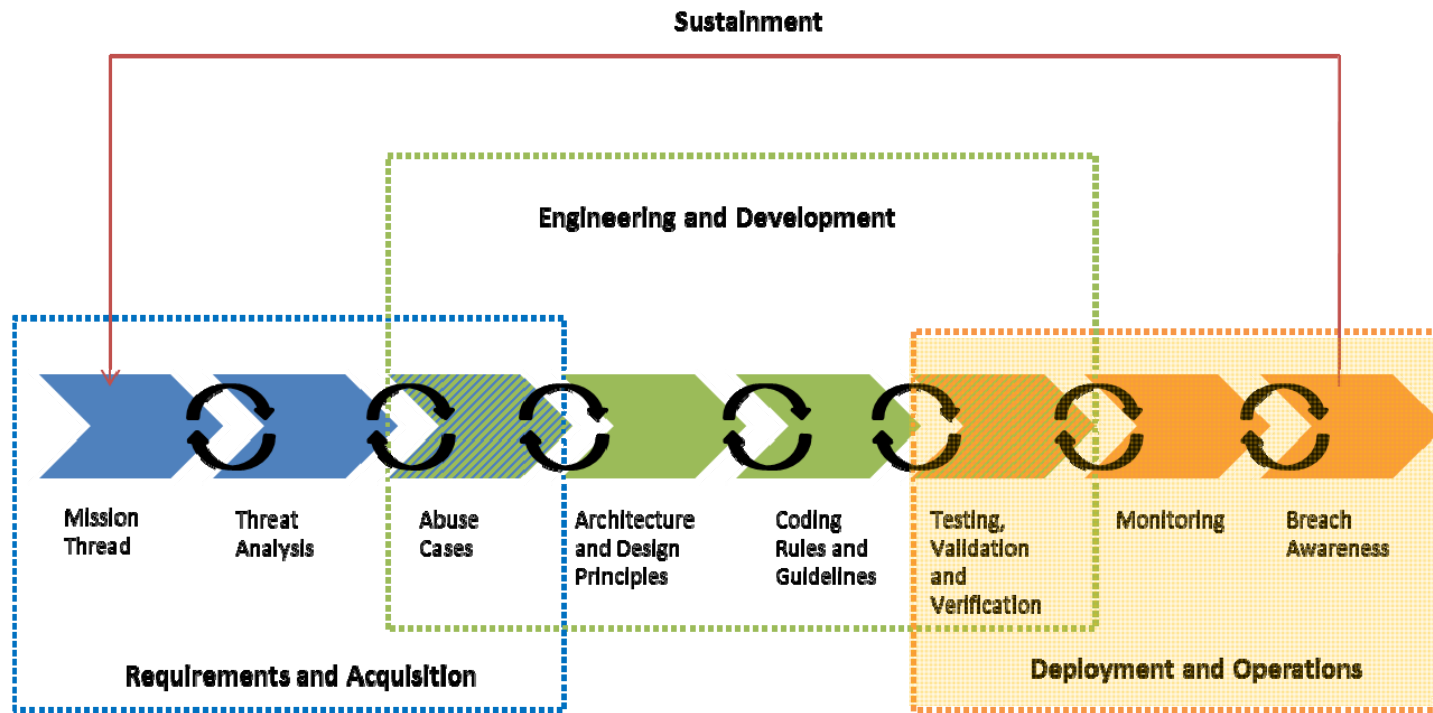 Sustainment
Engineering and Development
Mission
Thread
Threat
Analysis
Abuse
Cases
Architecture
and Design
Principles
Coding
Rules and
Guidelines
Testing,
Validation
and
Verification
Monitoring
Breach
Awareness
Requirements and Acquisition
Deployment and Operations